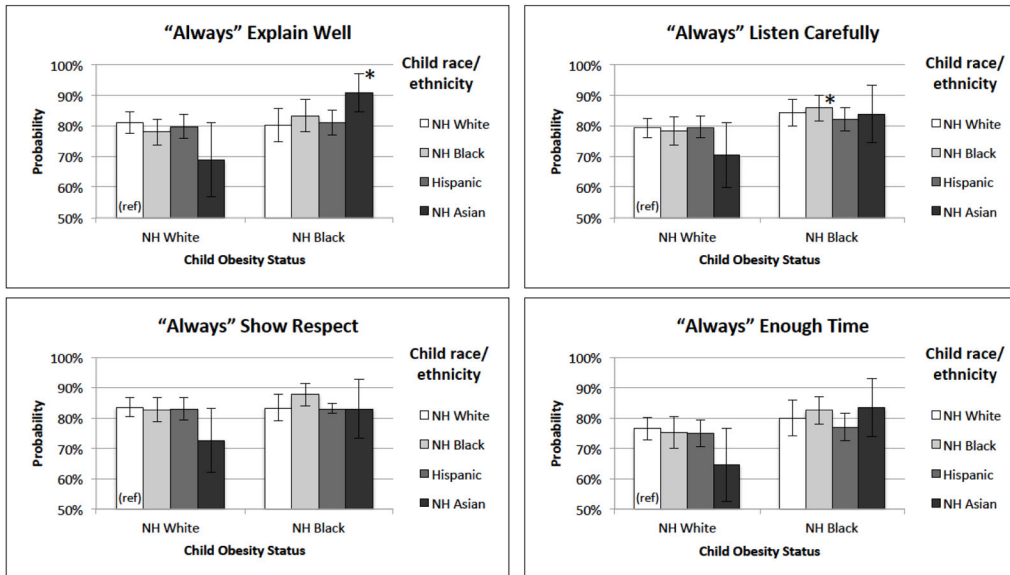 “Always” Explain Well
Child race/
ethnicity
100%
90%
80%
70%
60%
50%
Probability
*
(ref)
NH White
NH Black
Hispanic
NH Asian
NH White
NH Black
Child Obesity Status
“Always” Listen Carefully
Child race/
ethnicity
100%
90%
80%
70%
60%
50%
Probability
*
(ref)
NH White
NH Black
Hispanic
NH Asian
NH White
NH Black
Child Obesity Status
“Always” Show Respect
Child race/
ethnicity
100%
90%
80%
70%
60%
50%
Probability
(ref)
NH White
NH Black
Hispanic
NH Asian
NH White
NH Black
Child Obesity Status
“Always” Enough Time
Child race/
ethnicity
100%
90%
80%
70%
60%
50%
Probability
(ref)
NH White
NH Black
Hispanic
NH Asian
NH White
NH Black
Child Obesity Status